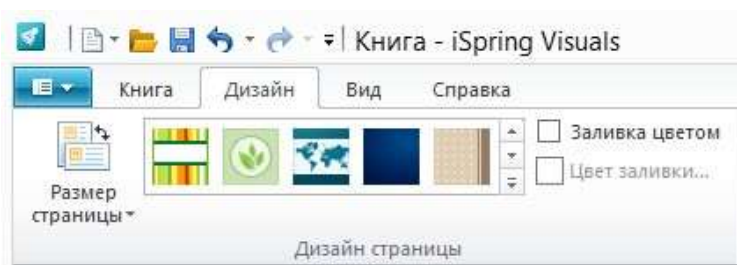 Книга - iSpring Visuals
Книга Дизайн Вид Справка
Заливка цветом
Цвет заливки...
Размер
страницы
Дизайн страницы